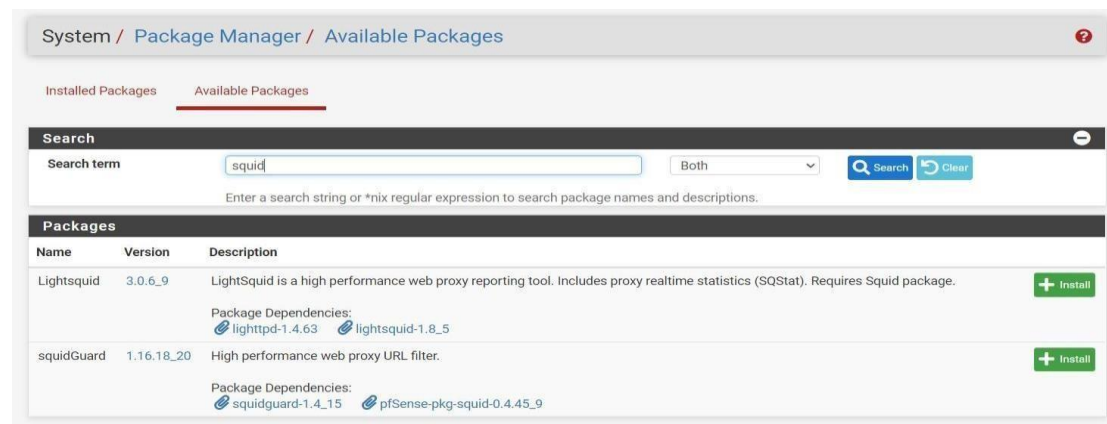 System / Package Manager / Available Packages
Installed Packages Available Packages
Search
Search term squid Both Search Clear
Enter a search string or *nix regular expression to search package names and descriptions.
Packages
Name Version Description
Lightsquid 3.0.6_9 LightSquid is a high performance web proxy reporting tool. Includes proxy realtime statistics (SQStat). Requires Squid package. Install
Package Dependencies:
lighttpd-1.4.63 lightsquid-1.8_5
squidGuard 1.16.18_20 High performance web proxy URL filter. Install
Package Dependencies:
squidguard-1.4_15 pfSense-pkg-squid-0.4.45_9